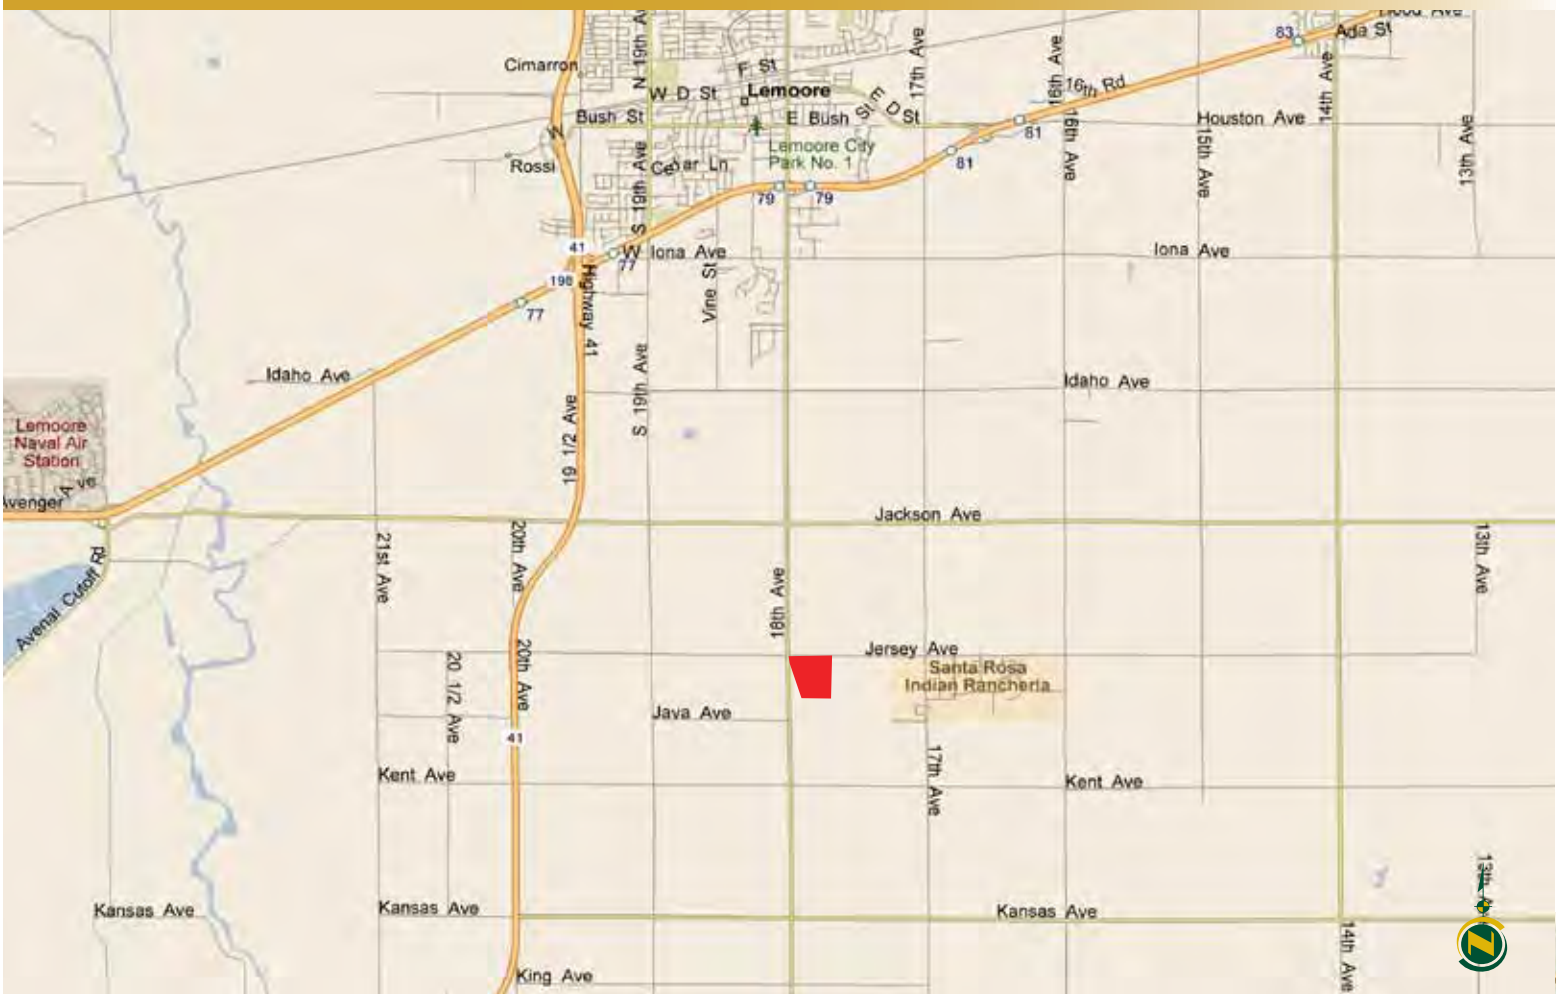 Hood Ave
83
Ada St
N 19th Av
17th Ave
16th Ave
14th Ave
Cimarron
F St
W D St
Lemoore
E D St
16th Rd
Bush St
E Bush St
81
Houston Ave
N
Lemoore City
Park No. 1
81
16th Ave
15th Ave
13th Ave
Rossi
Cedar Ln
S 19th Ave
79
79
41
W Iona Ave
77
Iona Ave
198
Highway 41
Vine St
77
Idaho Ave
S 19th Ave
Idaho Ave
19 1/2 Ave
Lemoore
Naval Air
Station
Avenger Ave
Jackson Ave
21st Ave
20th Ave
13th Ave
Avenal Cutoff Rd
18th Ave
Jersey Ave
20 1/2 Ave
20th Ave
Santa Rosa
Indian Rancheria
Java Ave
41
17th Ave
Kent Ave
Kent Ave
13th Ave
Kansas Ave
Kansas Ave
Kansas Ave
14th Ave
N
King Ave